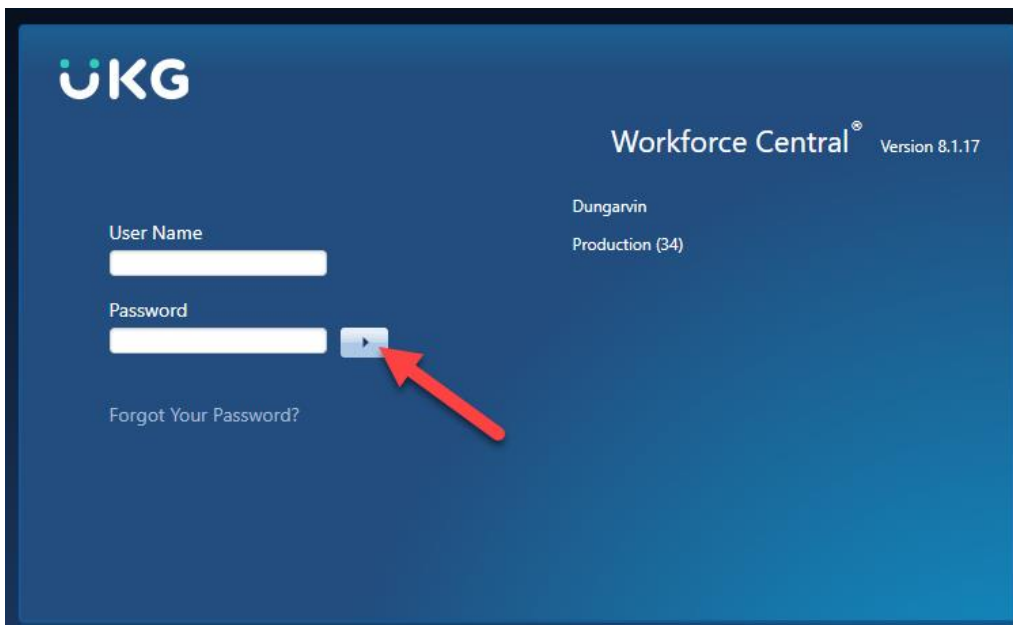 UKG
Workforce Central® Version 8.1.17
Dungarvin
Production (34)
User Name
Password
Forgot Your Password?